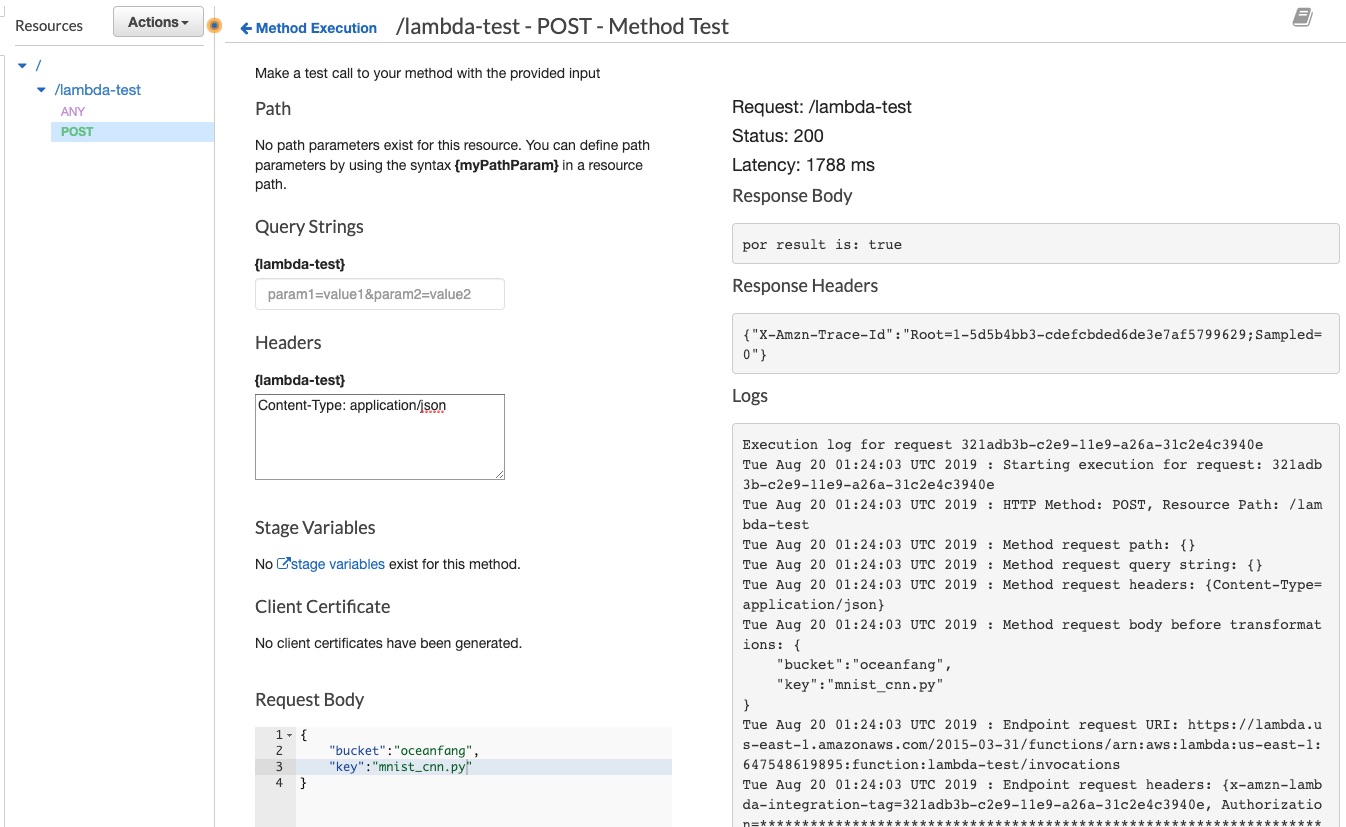 Resources
Actions
/
/lambda-test
ANY
POST
Method Execution /lambda-test - POST - Method Test
Make a test call to your method with the provided input
Path
No path parameters exist for this resource. You can define path
parameters by using the syntax {myPathParam} in a resource
path.
Query Strings
{lambda-test}
param1=value1&param2=value2
Headers
{lambda-test}
Content-Type: application/json
Stage Variables
No stage variables exist for this method.
Client Certificate
No client certificates have been generated.
Request Body
1 {
2 "bucket":"oceanfang",
3 "key":"mnist_cnn.py"
4 }
Request: /lambda-test
Status: 200
Latency: 1788 ms
Response Body
por result is: true
Response Headers
{"X-Amzn-Trace-Id":"Root=1-5d5b4bb3-cdefcbded6de3e7af5799629;Sampled=
0"}
Logs
Execution log for request 321adb3b-c2e9-11e9-a26a-31c2e4c3940e
Tue Aug 20 01:24:03 UTC 2019 : Starting execution for request: 321adb
3b-c2e9-11e9-a26a-31c2e4c3940e
Tue Aug 20 01:24:03 UTC 2019 : HTTP Method: POST, Resource Path: /lam
bda-test
Tue Aug 20 01:24:03 UTC 2019 : Method request path: {}
Tue Aug 20 01:24:03 UTC 2019 : Method request query string: {}
Tue Aug 20 01:24:03 UTC 2019 : Method request headers: {Content-Type=
application/json}
Tue Aug 20 01:24:03 UTC 2019 : Method request body before transformat
ions: {
"bucket":"oceanfang",
"key":"mnist_cnn.py"
}
Tue Aug 20 01:24:03 UTC 2019 : Endpoint request URI: https://lambda.u
s-east-1.amazonaws.com/2015-03-31/functions/arn:aws:lambda:us-east-1:
647548619895:function:lambda-test/invocations
Tue Aug 20 01:24:03 UTC 2019 : Endpoint request headers: {x-amzn-lamb
da-integration-tag=321adb3b-c2e9-11e9-a26a-31c2e4c3940e, Authorizatio
n=********************************************************************